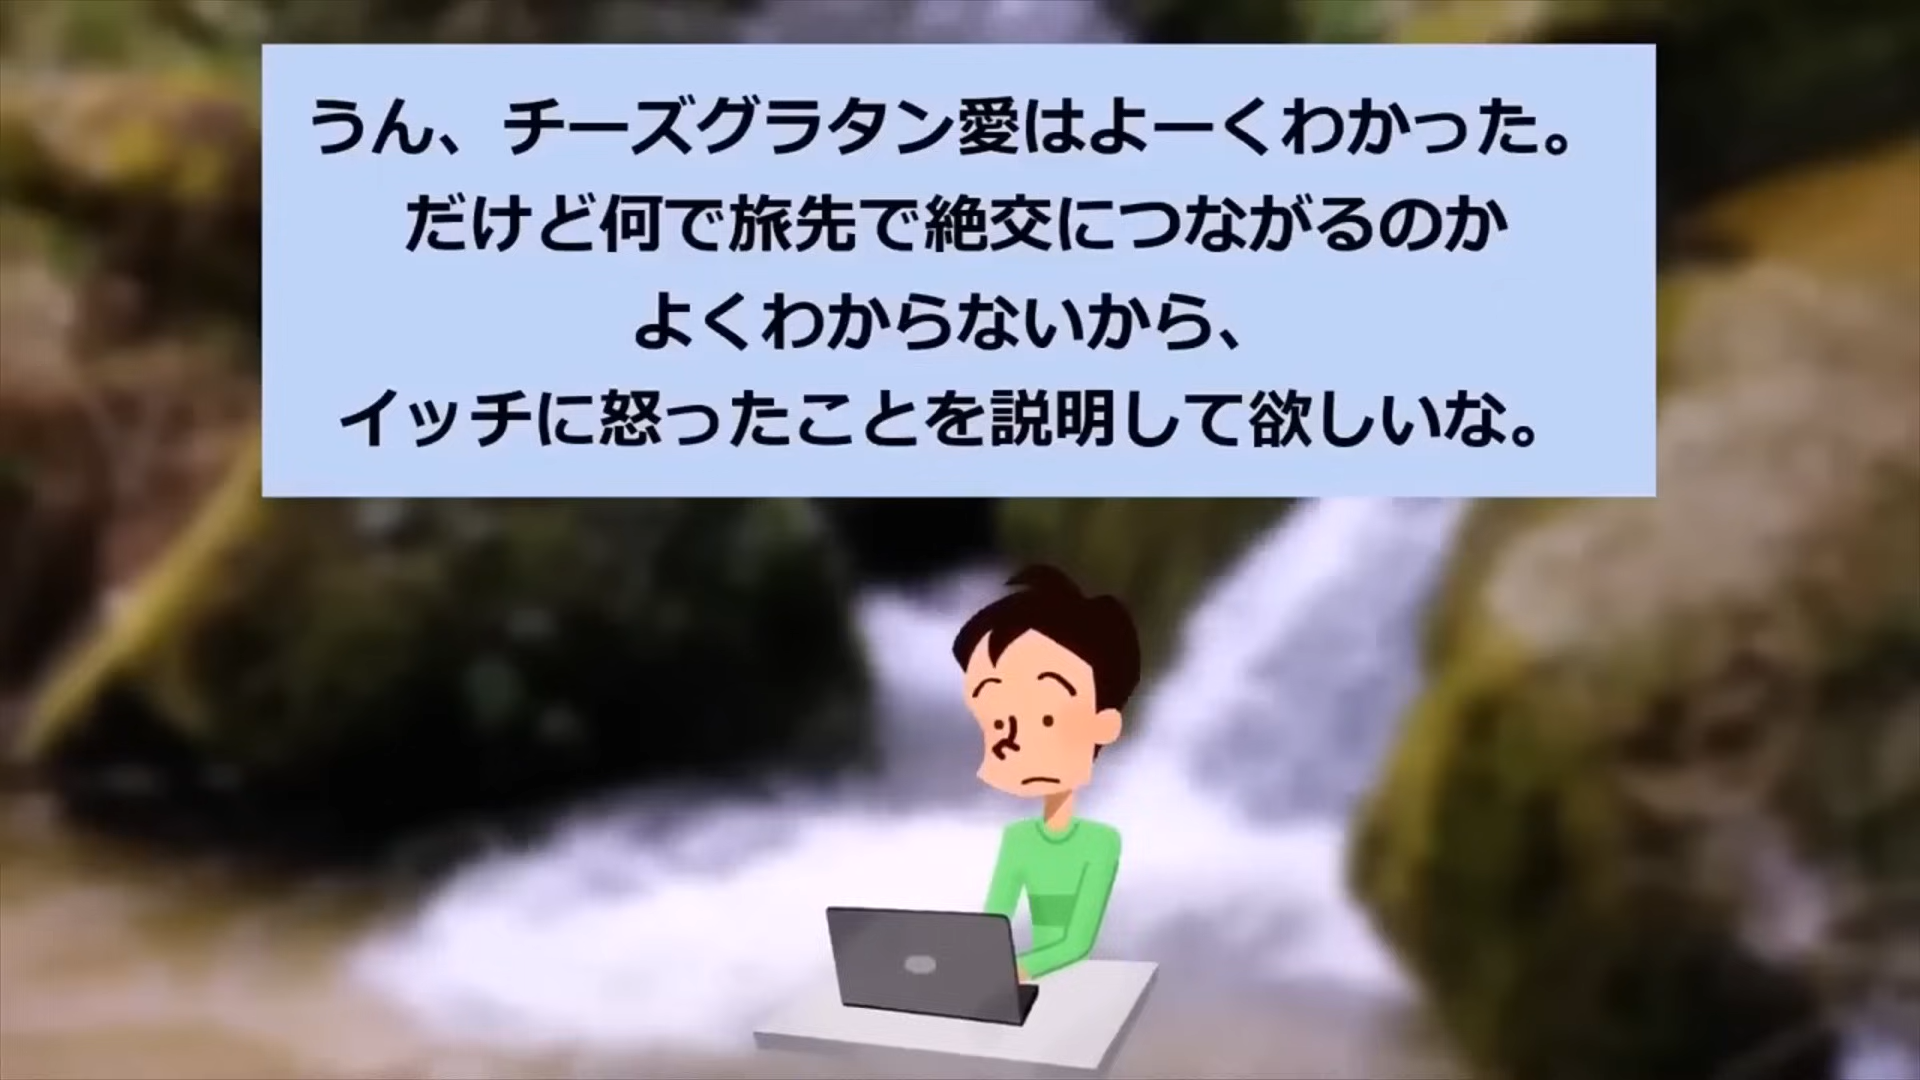 うん、チーズグラタン愛はよーくわかった。
だけど何で旅先で絶交につながるのか
よくわからないから、
イッチに怒ったことを説明して欲しいな。